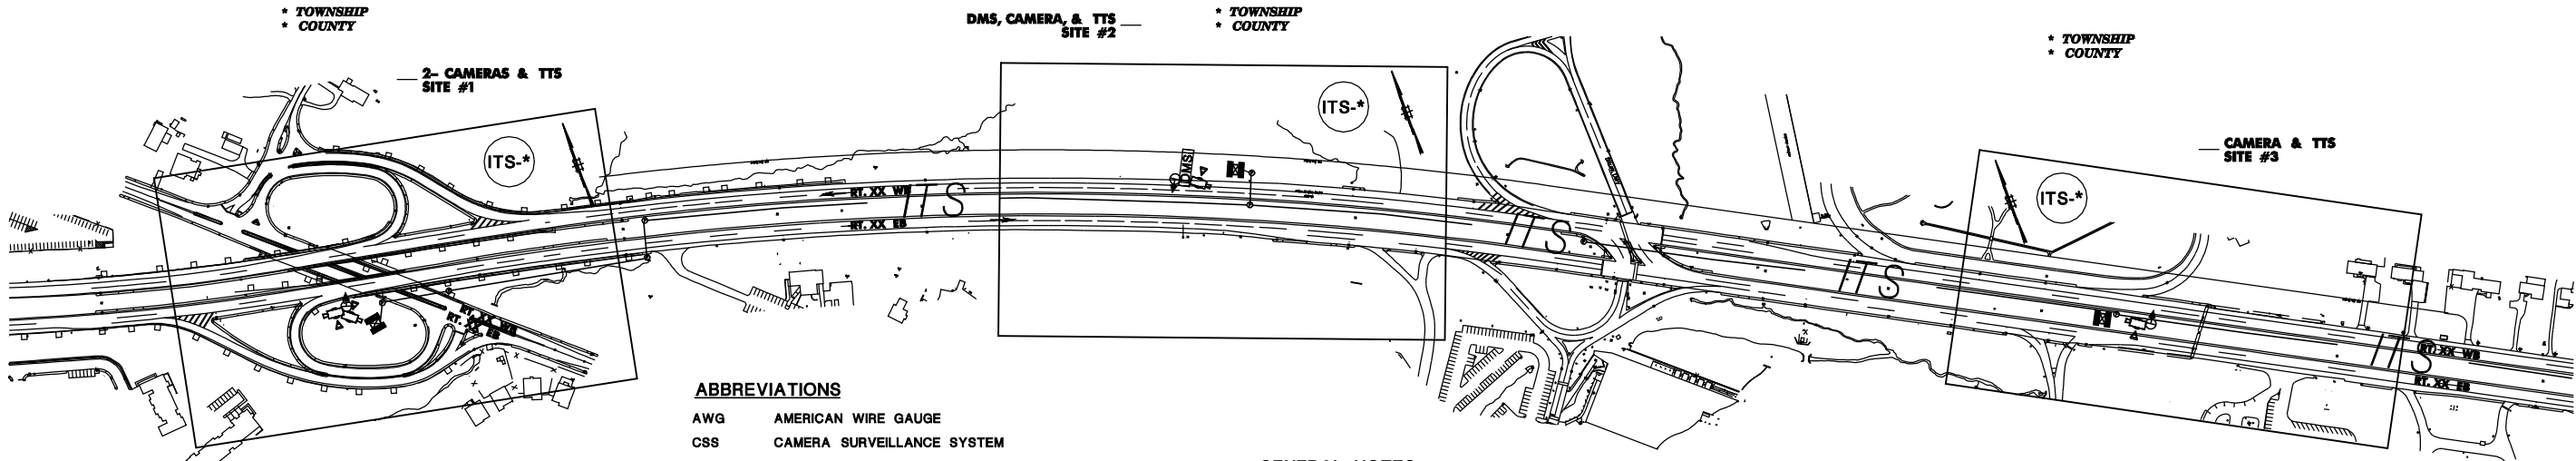 * TOWNSHIP
* COUNTY
DMS, CAMERA, & TTS
SITE #2
* TOWNSHIP
* COUNTY
* TOWNSHIP
* COUNTY
2- CAMERAS & TTS
SITE #1
ITS-*
ITS-*
CAMERA & TTS
SITE #3
ITS-*
DMS
RT. XX WB
ITS
RT. XX EB
ITS
ITS
RT. XX WB
RT. XX EB
ITS
RT. XX WB
RT. XX EB
ABBREVIATIONS
AWG AMERICAN WIRE GAUGE
CSS CAMERA SURVEILLANCE SYSTEM
GENERAL NOTES